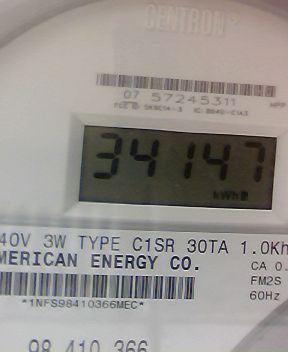 CENTRON®
07 57245311
34147
kWh
40V 3W TYPE C1SR 30TA 1.0Kh
MERICAN ENERGY CO.
CA 0.
FM2S
60Hz
*1NFS98410366MEC*
98 410 366